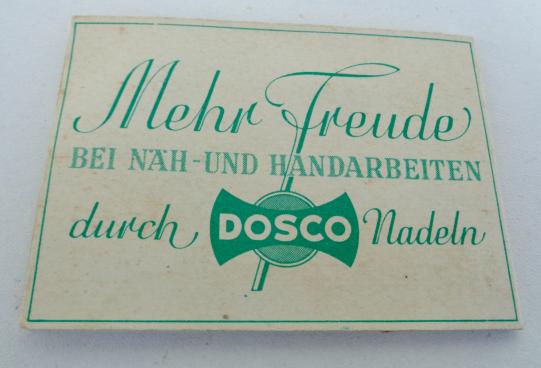 Mehr Freude
BEI NÄH-UND HANDARBEITEN
durch DOSCO Nadeln